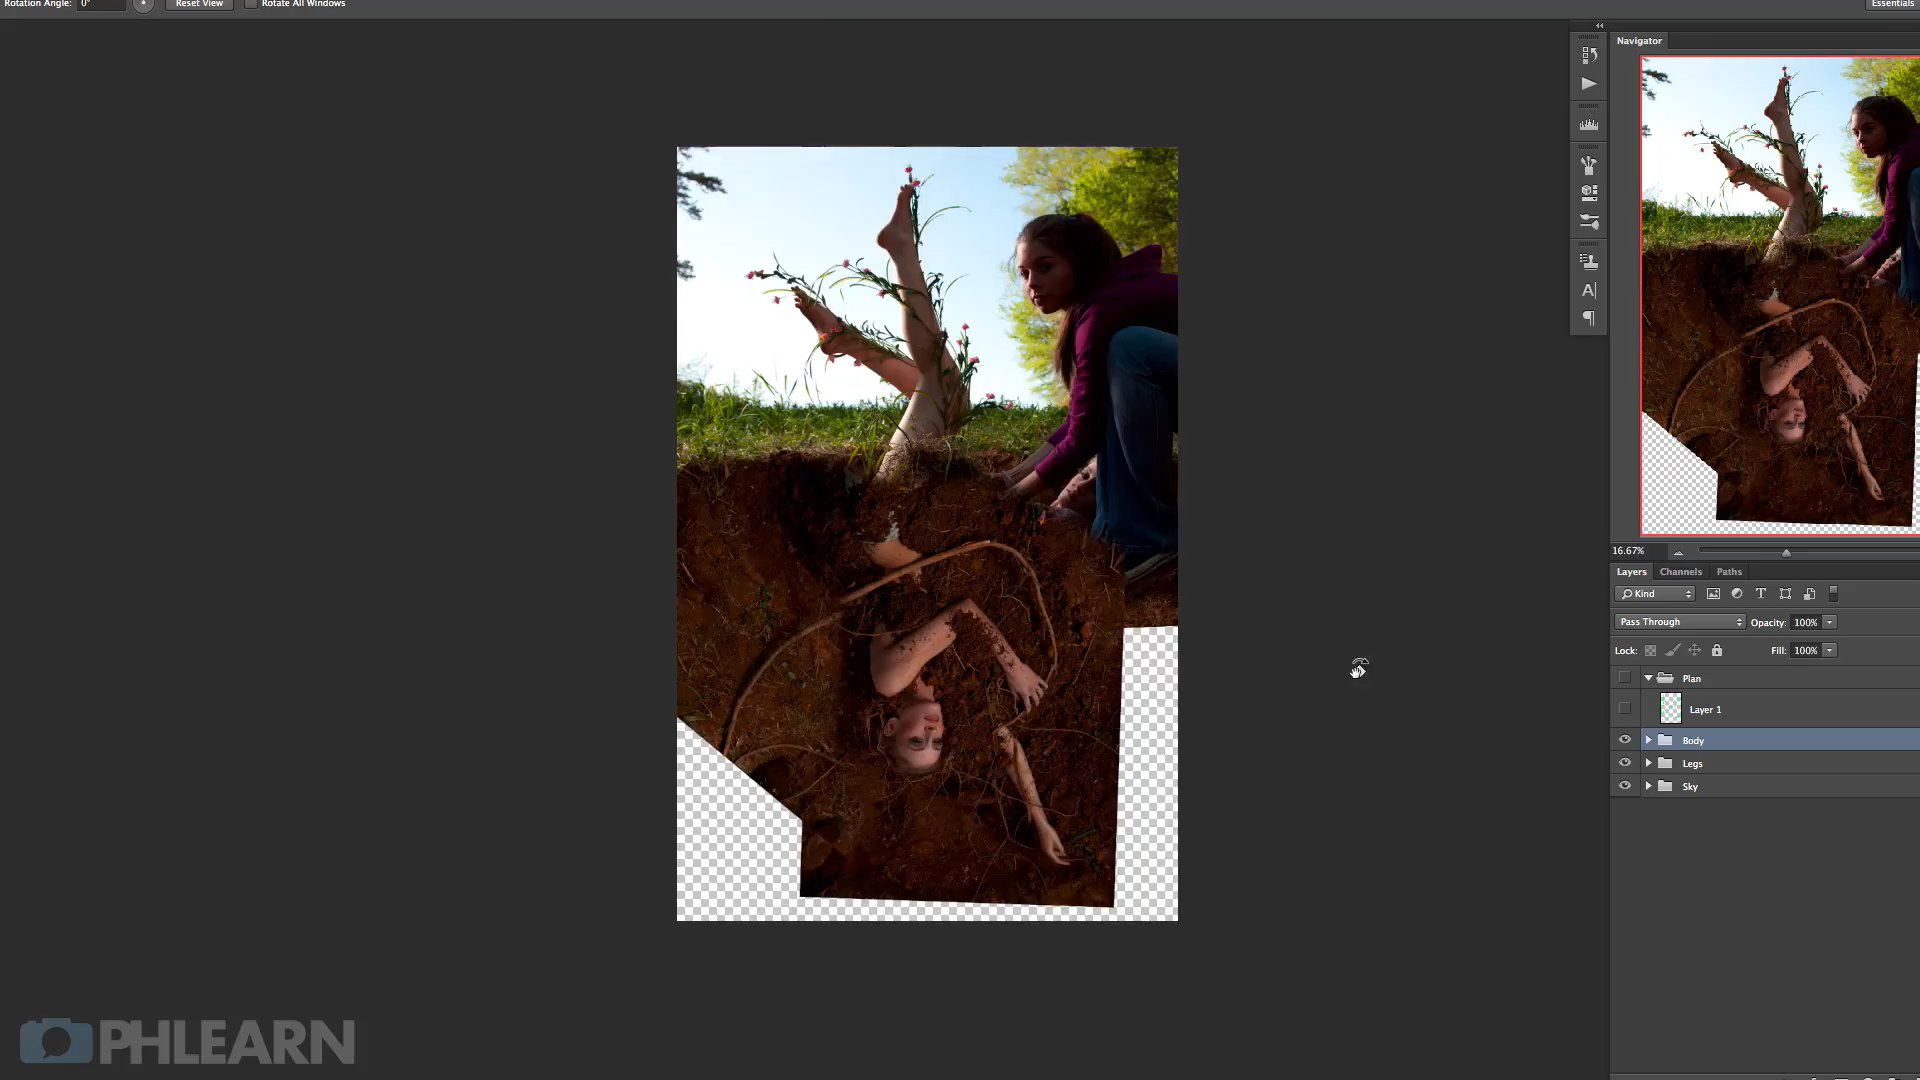 Rotation Angle: 0°
Reset View
Rotate All Windows
Essentials
Navigator
16.67%
Layers
Channels
Paths
Kind
Pass Through
Opacity: 100%
Lock:
Fill: 100%
Plan
Layer 1
Body
Legs
Sky
PHLEARN